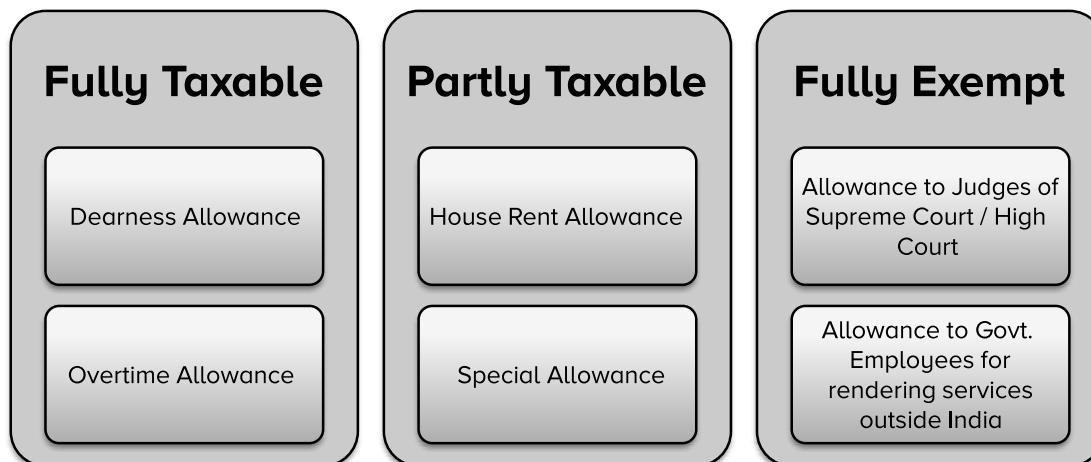 Fully Taxable
Dearness Allowance
Overtime Allowance
Partly Taxable
House Rent Allowance
Special Allowance
Fully Exempt
Allowance to Judges of
Supreme Court / High
Court
Allowance to Govt.
Employees for
rendering services
outside India